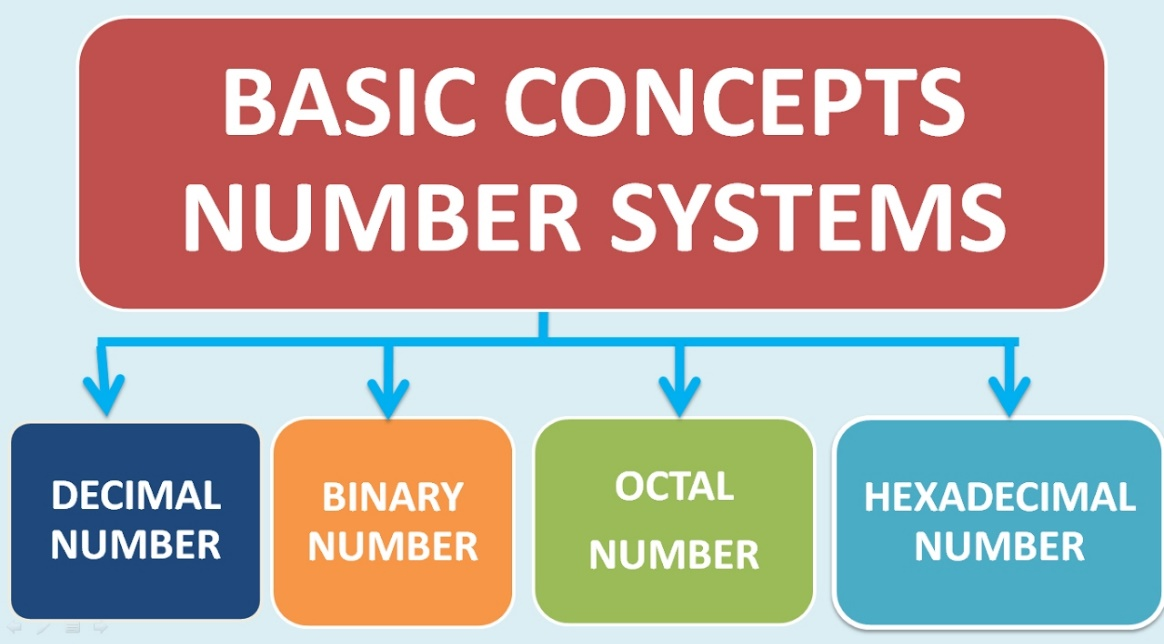 BASIC CONCEPTS
NUMBER SYSTEMS
DECIMAL
NUMBER
BINARY
NUMBER
OCTAL
NUMBER
HEXADECIMAL
NUMBER